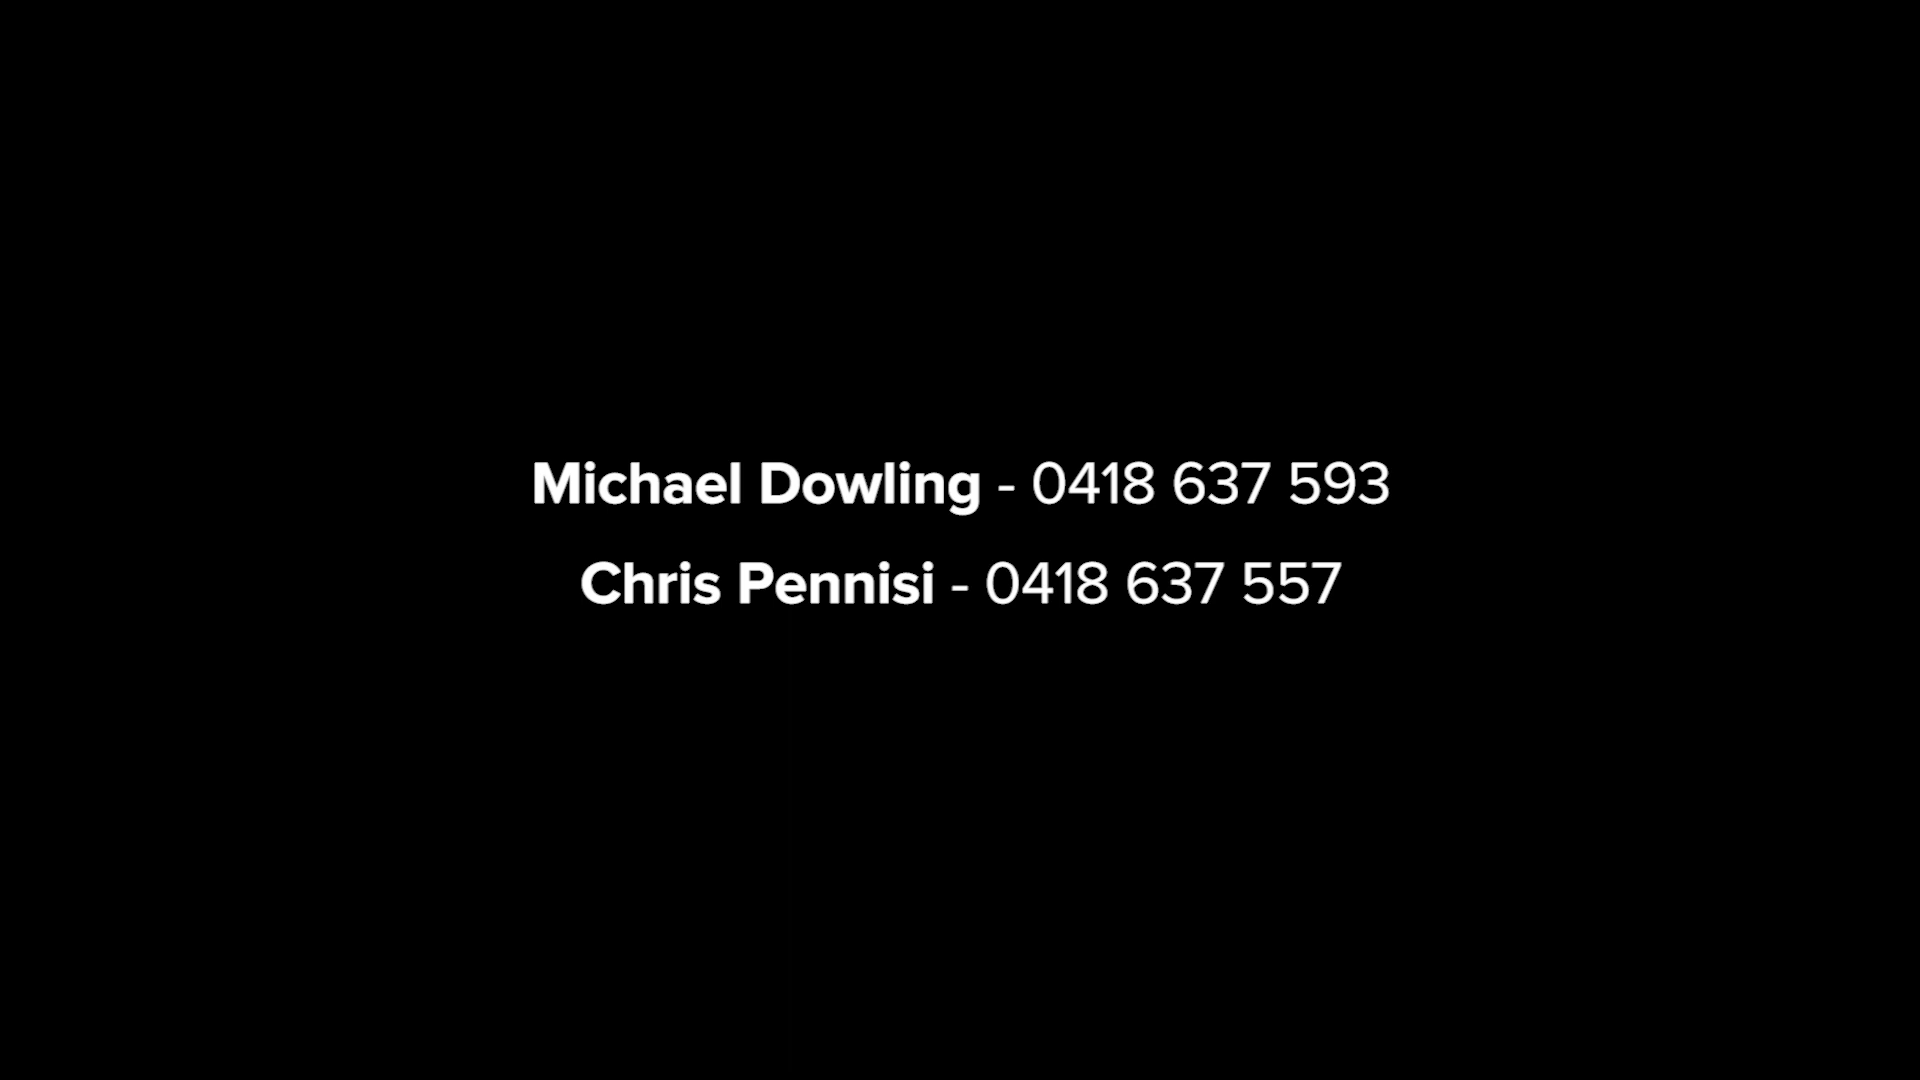 Michael Dowling - 0418 637 593
Chris Pennisi - 0418 637 557